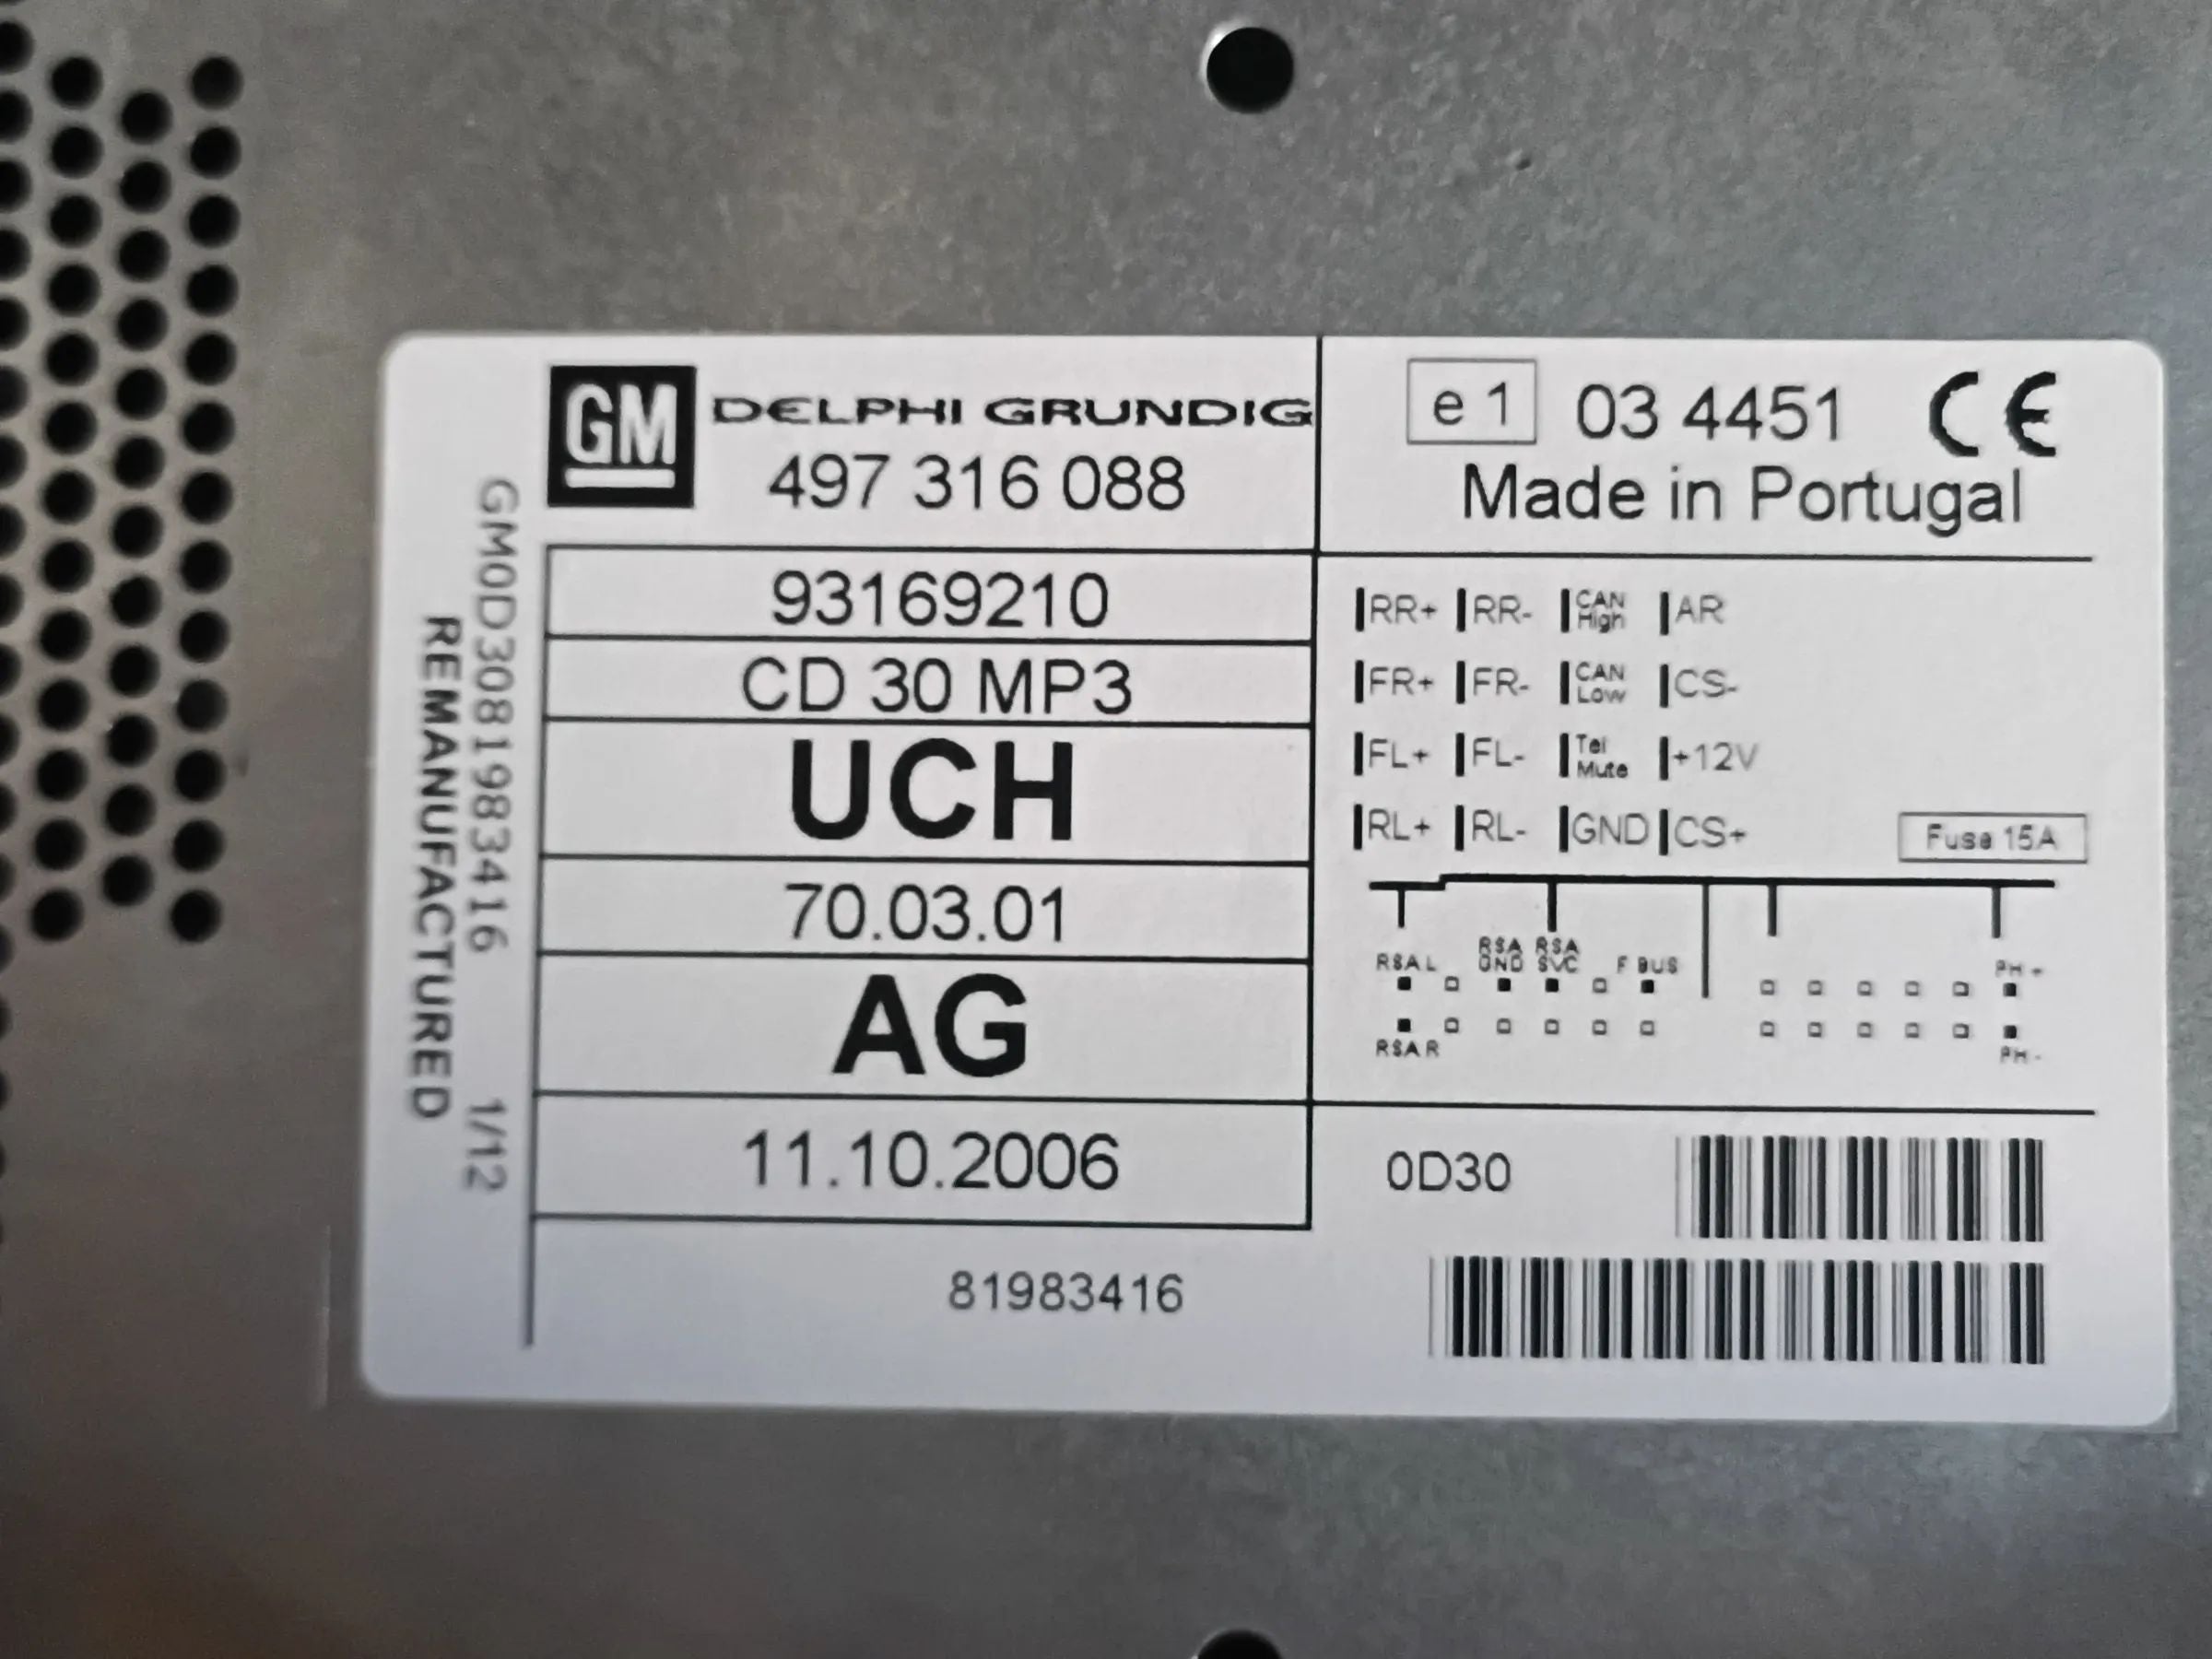 GM DELPHI GRUNDIG
497 316 088
93169210
CD 30 MP3
UCH
70.03.01
AG
11.10.2006
81983416
GM0D3081983416 1/12
REMANUFACTURED
e1 03 4451 CE
Made in Portugal
RR+ RR- CAN High AR
FR+ FR- CAN Low CS-
FL+ FL- Tel Mute +12V
RL+ RL- GND CS+
Fuse 15A
RSA L RSA GND RSA SVC F BUS PH +
RSA R PH -
0D30